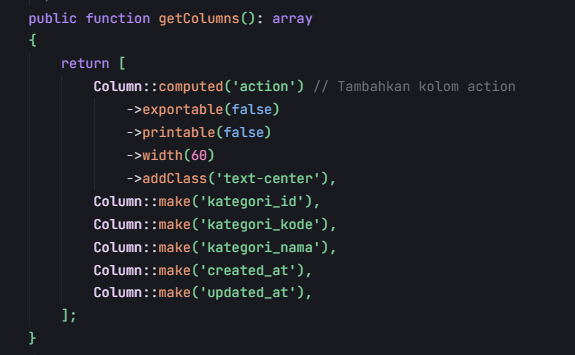 public function getColumns(): array
{
    return [
        Column::computed('action') // Tambahkan kolom action
            ->exportable(false)
            ->printable(false)
            ->width(60)
            ->addClass('text-center'),
        Column::make('kategori_id'),
        Column::make('kategori_kode'),
        Column::make('kategori_nama'),
        Column::make('created_at'),
        Column::make('updated_at'),
    ];
}